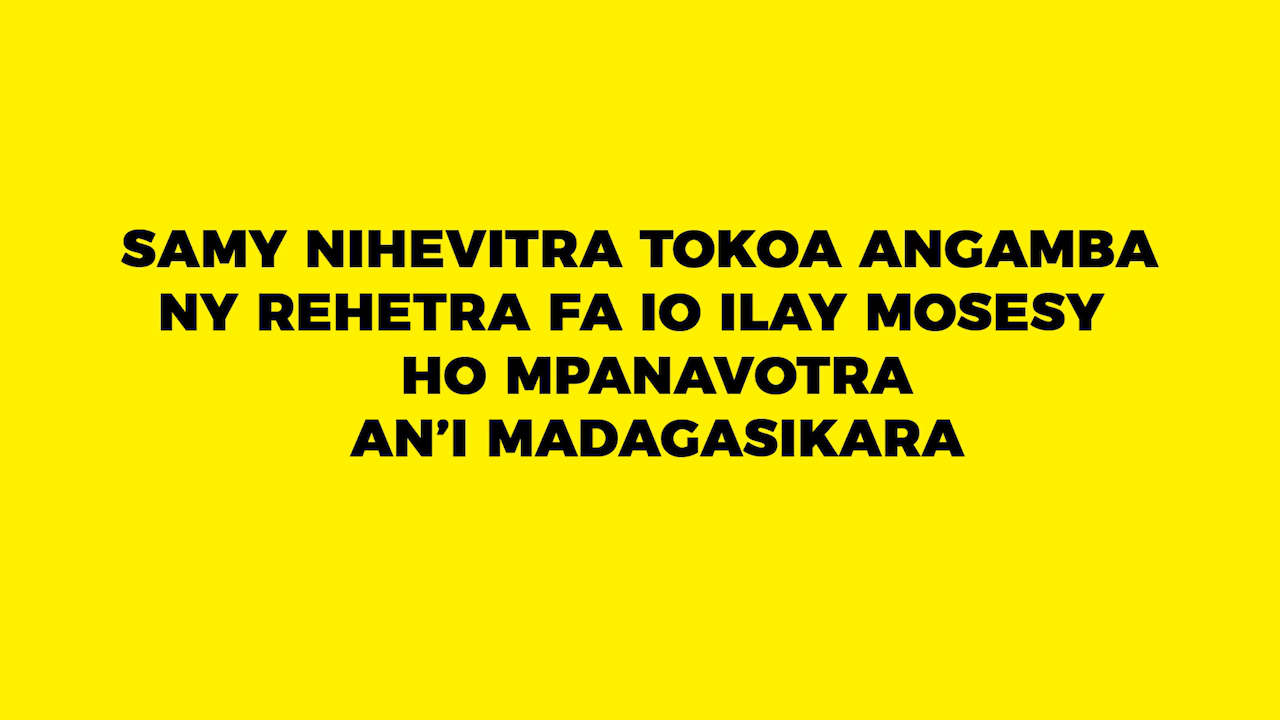 SAMY NIHEVITRA TOKOA ANGAMBA
NY REHETRA FA IO ILAY MOSESY
HO MPANAVOTRA
AN’I MADAGASIKARA